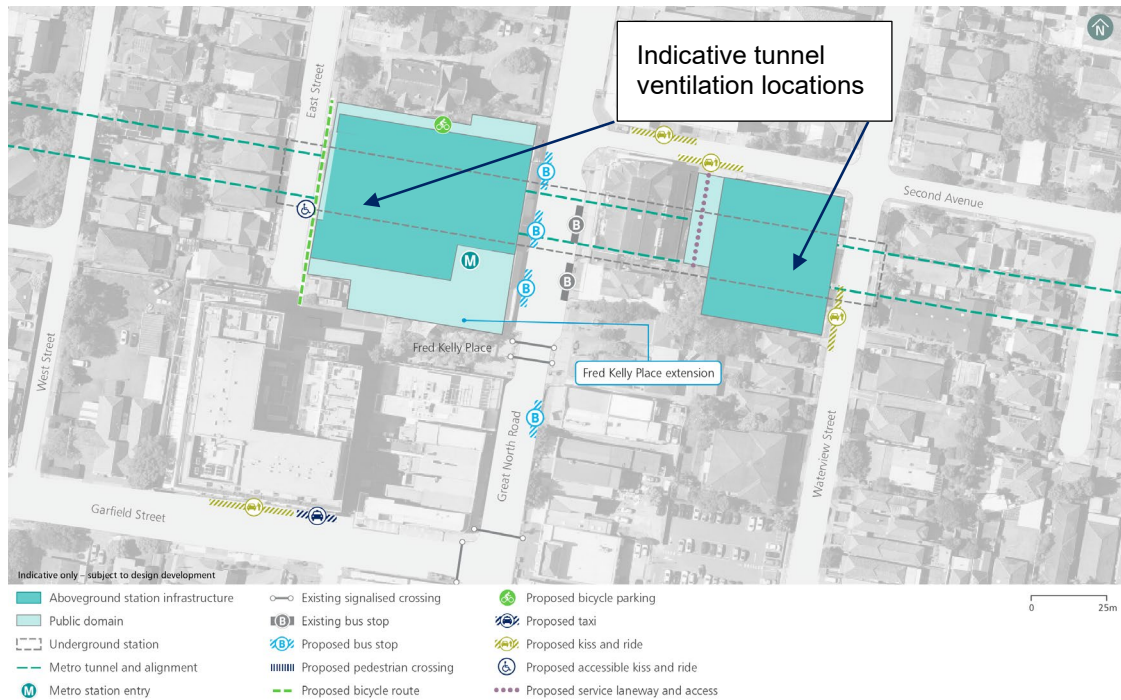 N
Indicative tunnel
ventilation locations
East Street
B
Second Avenue
B
B
M
B
B
Fred Kelly Place
Fred Kelly Place extension
West Street
B
Great North Road
Waterview Street
Garfield Street
Indicative only – subject to design development
Aboveground station infrastructure
Public domain
Underground station
Metro tunnel and alignment
M Metro station entry
Existing signalised crossing
B Existing bus stop
B Proposed bus stop
Proposed pedestrian crossing
Proposed bicycle route
Proposed bicycle parking
Proposed taxi
Proposed kiss and ride
Proposed accessible kiss and ride
Proposed service laneway and access
0 25m